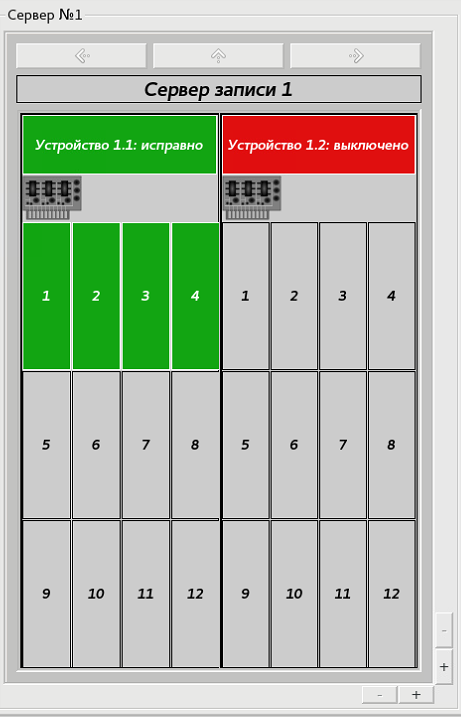 Сервер №1
Сервер записи 1
Устройство 1.1: исправно Устройство 1.2: выключено
1 2 3 4 1 2 3 4
5 6 7 8 5 6 7 8
9 10 11 12 9 10 11 12
-
+
- +